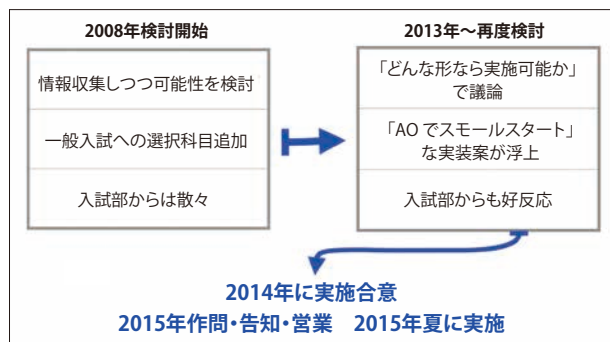 2008年検討開始
情報収集しつつ可能性を検討
一般入試への選択科目追加
入試部からは散々
2013年～再度検討
「どんな形なら実施可能か」
で議論
「AOでスモールスタート」
な実装案が浮上
入試部からも好反応
2014年に実施合意
2015年作問・告知・営業　2015年夏に実施